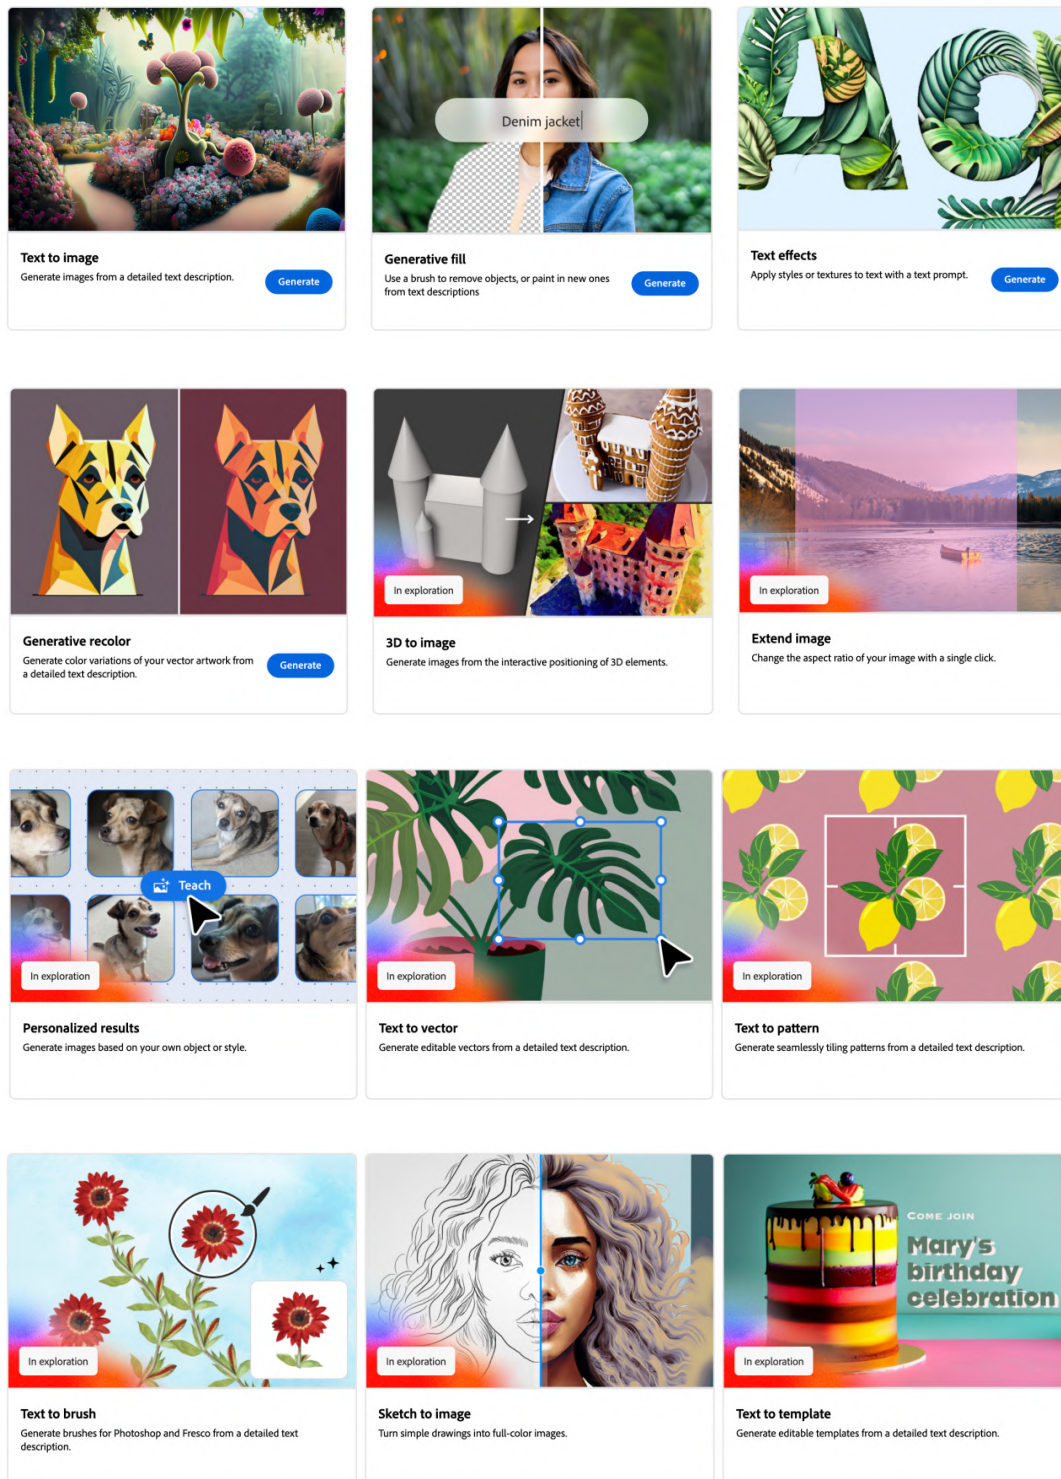 Denim jacket
Text to image
Generate images from a detailed text description.
Generate
Generative fill
Use a brush to remove objects, or paint in new ones
from text descriptions
Generate
Text effects
Apply styles or textures to text with a text prompt.
Generate
Generative recolor
Generate color variations of your vector artwork from
a detailed text description.
Generate
In exploration
3D to image
Generate images from the interactive positioning of 3D elements.
In exploration
Extend image
Change the aspect ratio of your image with a single click.
Teach
In exploration
Personalized results
Generate images based on your own object or style.
In exploration
Text to vector
Generate editable vectors from a detailed text description.
In exploration
Text to pattern
Generate seamlessly tiling patterns from a detailed text description.
In exploration
Text to brush
Generate brushes for Photoshop and Fresco from a detailed text
description.
In exploration
Sketch to image
Turn simple drawings into full-color images.
COME JOIN
Mary's
birthday
celebration
In exploration
Text to template
Generate editable templates from a detailed text description.